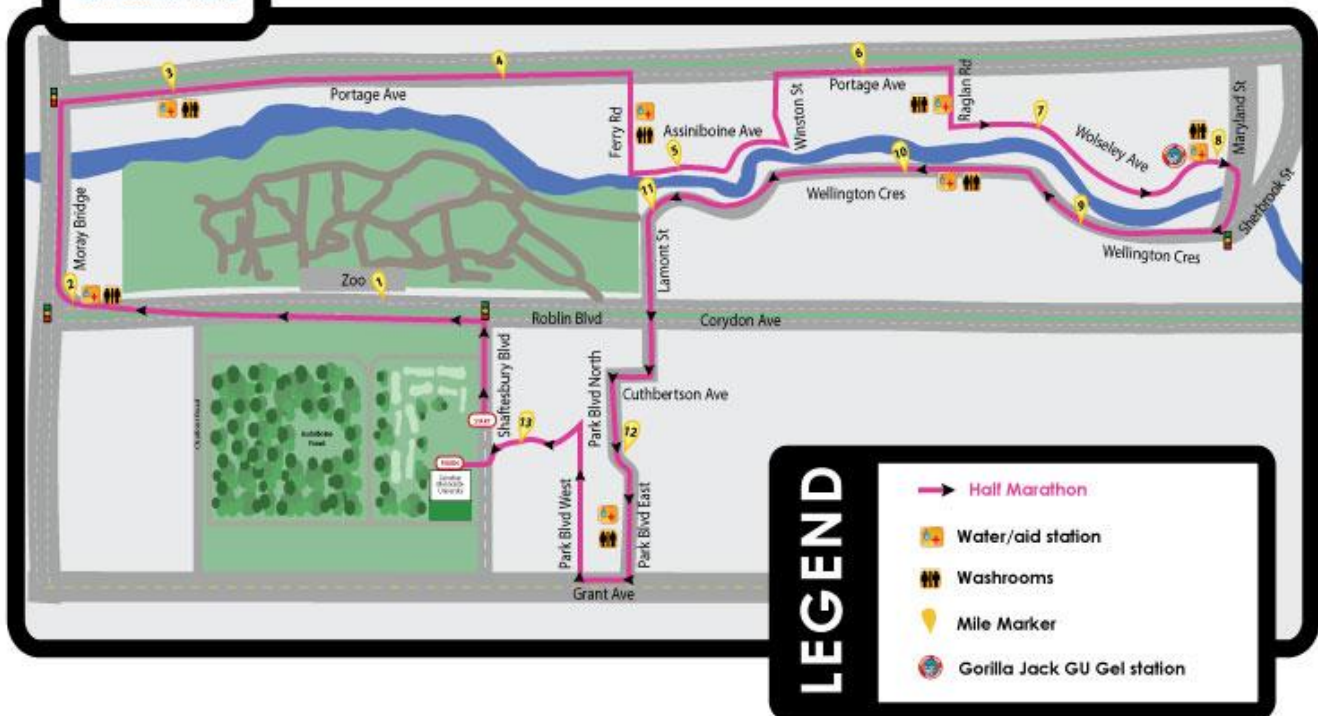 3
4
6
Portage Ave
Portage Ave
Raglan Rd
Maryland St
Ferry Rd
Assiniboine Ave
Winston St
7
Wolseley Ave
8
5
10
11
Wellington Cres
9
Sherbrook St
Wellington Cres
Moray Bridge
Lamont St
2
Zoo
1
Roblin Blvd
Corydon Ave
Shaftesbury Blvd
Park Blvd North
Cuthbertson Ave
13
12
Park Blvd West
Park Blvd East
Grant Ave
LEGEND
Half Marathon
Water/aid station
Washrooms
Mile Marker
Gorilla Jack GU Gel station